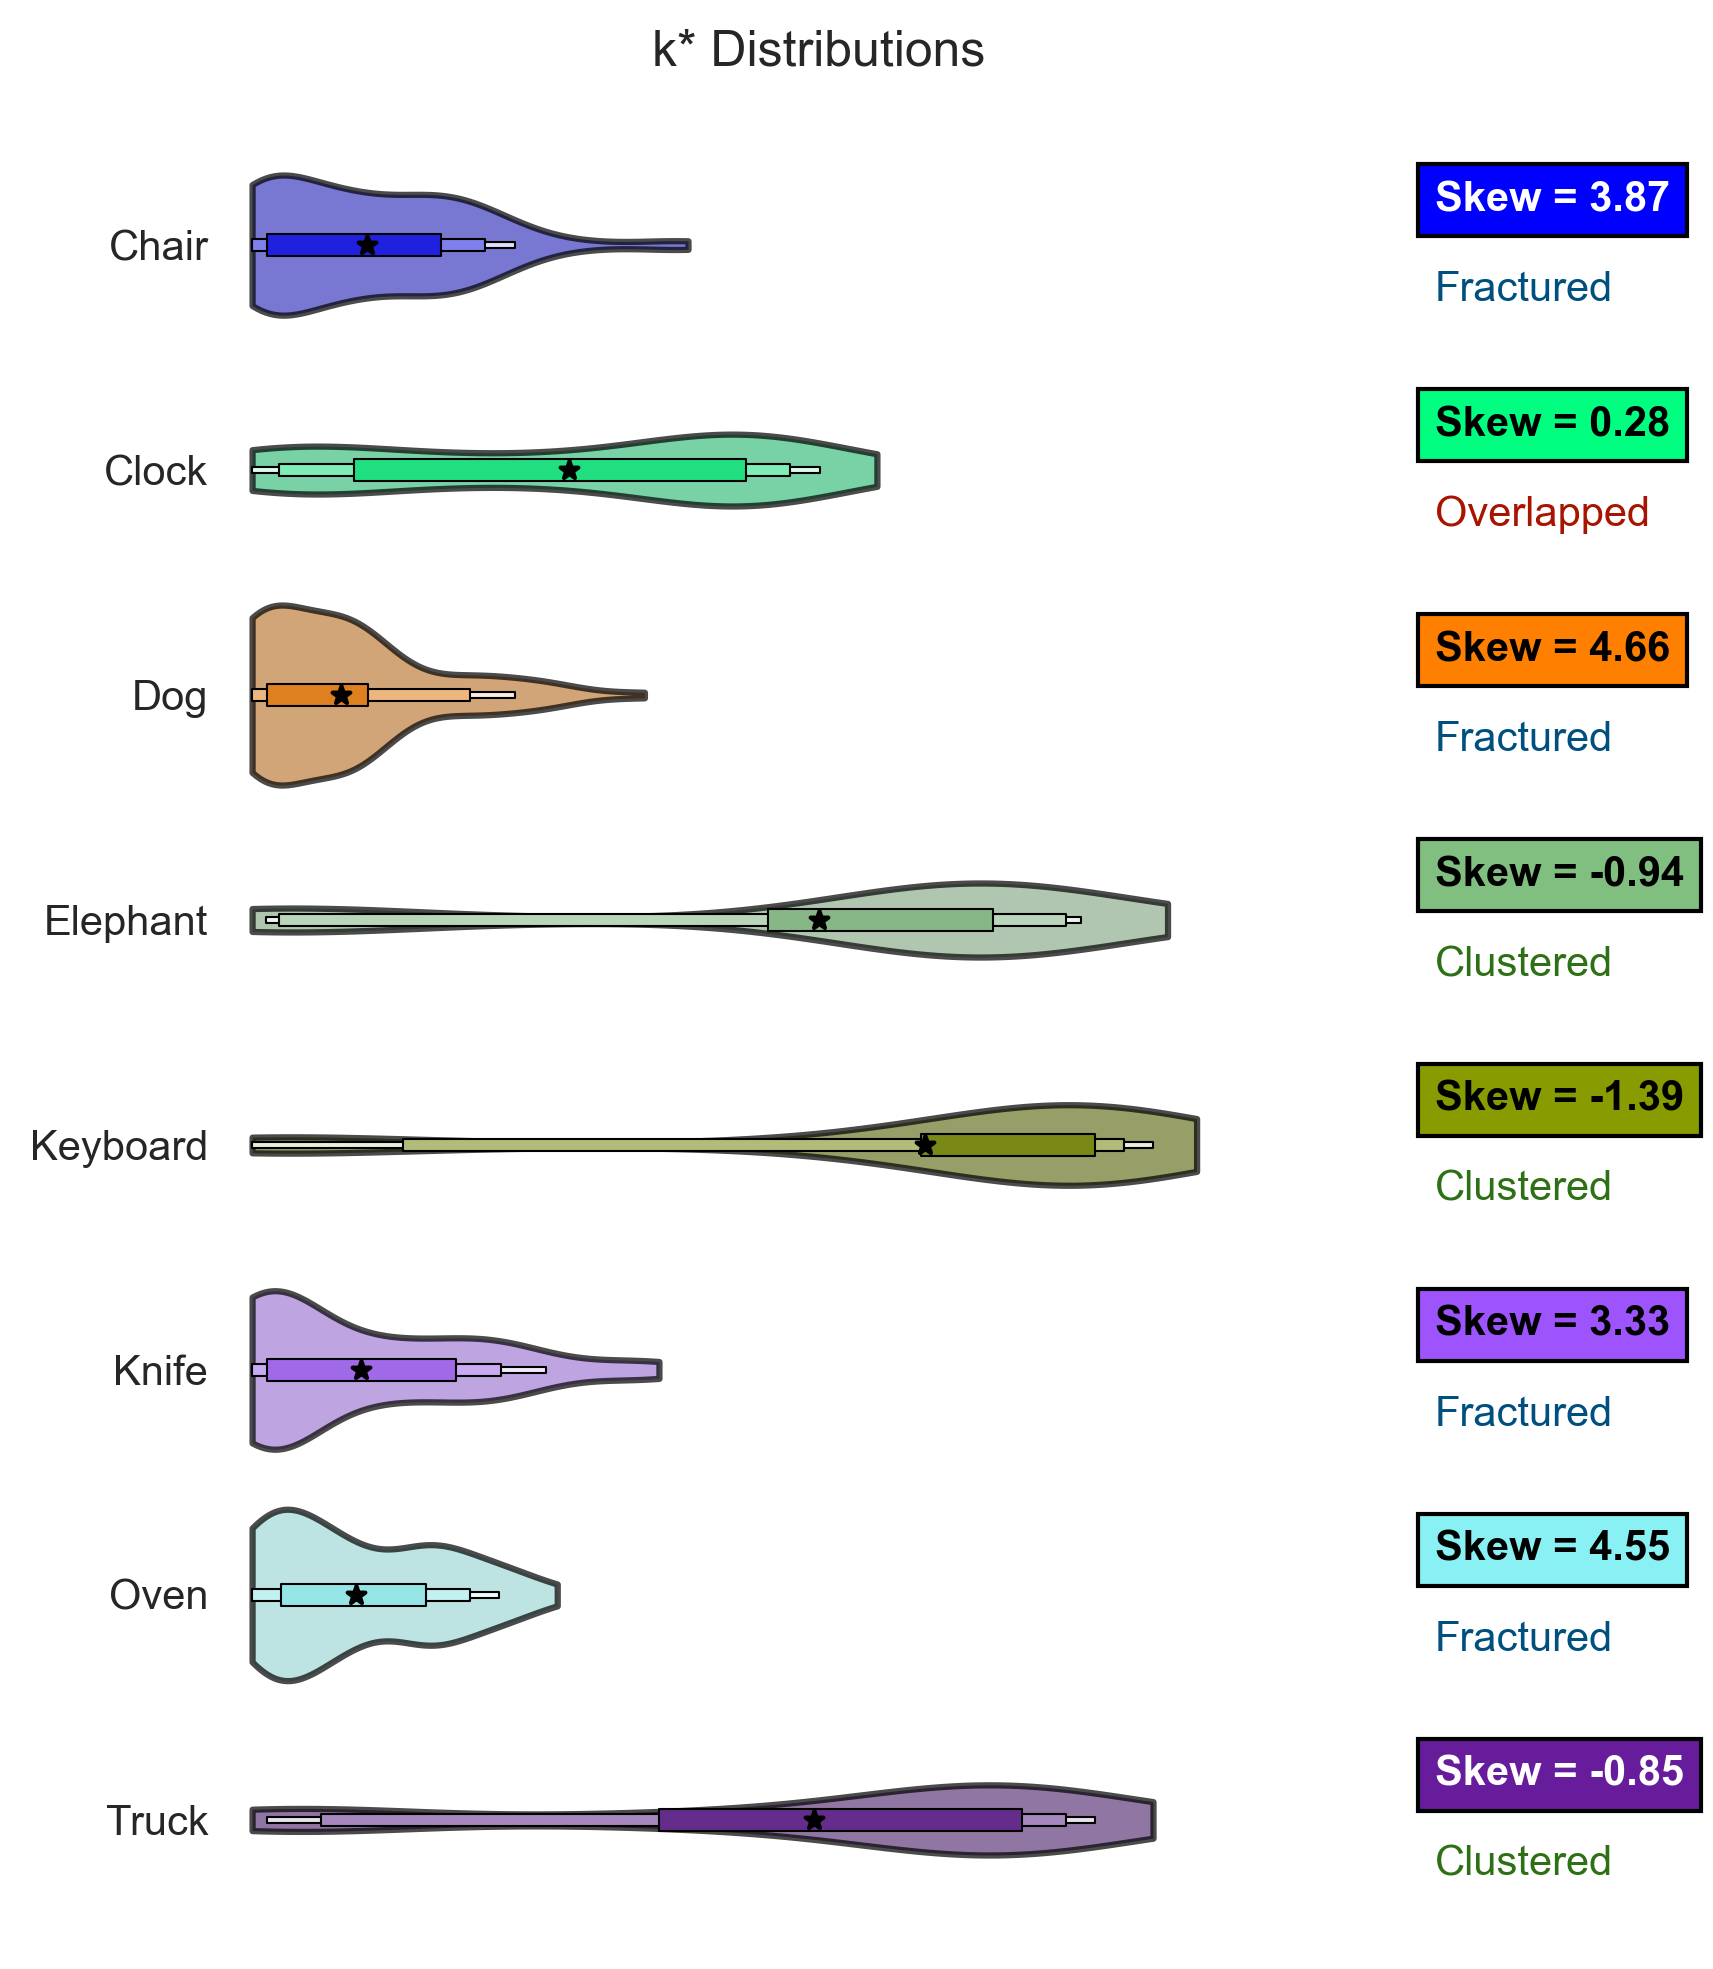 k* Distributions
Skew = 3.87
Chair
Fractured
Skew = 0.28
Clock
Overlapped
Skew = 4.66
Dog
Fractured
Skew = -0.94
Elephant
Clustered
Skew = -1.39
Keyboard
Clustered
Skew = 3.33
Knife
Fractured
Skew = 4.55
Oven
Fractured
Skew = -0.85
Truck
Clustered